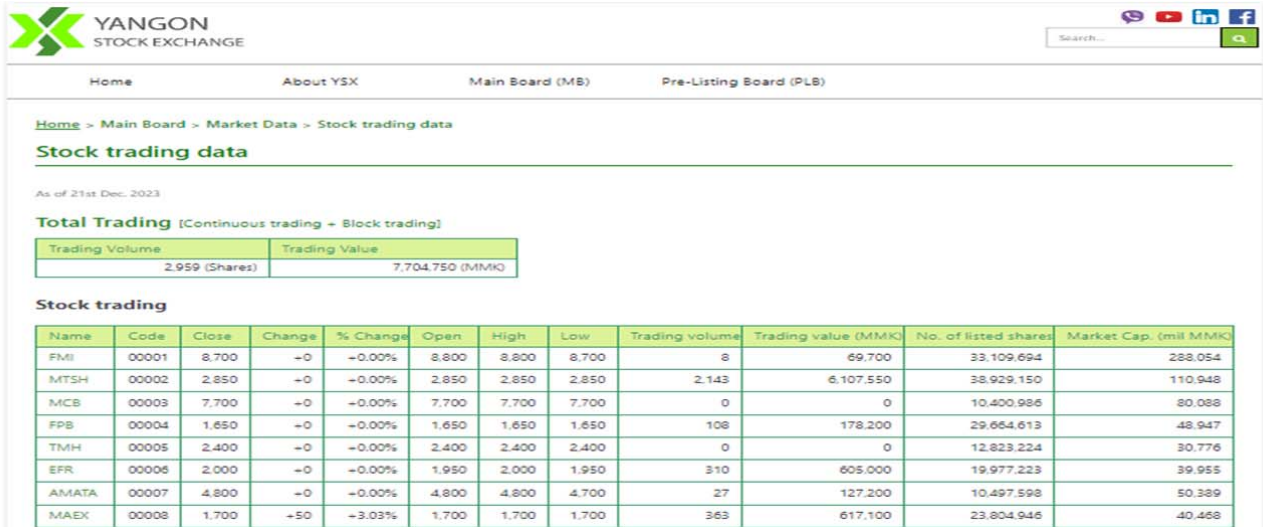 YANGON
STOCK EXCHANGE
Search...
Home About YSX Main Board (MB) Pre-Listing Board (PLB)
Home > Main Board > Market Data > Stock trading data
Stock trading data
As of 21st Dec. 2023
Total Trading [Continuous trading + Block trading]
Trading Volume Trading Value
2,959 (Shares) 7,704,750 (MMK)
Stock trading
Name Code Close Change % Change Open High Low Trading volume Trading value (MMK) No. of listed shares Market Cap. (mil MMK)
FMI 00001 8,700 +0 +0.00% 8,800 8,800 8,700 8 69,700 33,109,694 288,054
MTSH 00002 2,850 +0 +0.00% 2,850 2,850 2,850 2,143 6,107,550 38,929,150 110,948
MCB 00003 7,700 +0 +0.00% 7,700 7,700 7,700 0 0 10,400,986 80,088
FPB 00004 1,650 +0 +0.00% 1,650 1,650 1,650 108 178,200 29,664,613 48,947
TMH 00005 2,400 +0 +0.00% 2,400 2,400 2,400 0 0 12,823,224 30,776
EFR 00006 2,000 +0 +0.00% 1,950 2,000 1,950 310 605,000 19,977,223 39,955
AMATA 00007 4,800 +0 +0.00% 4,800 4,800 4,700 27 127,200 10,497,598 50,389
MAEX 00008 1,700 +50 +3.03% 1,700 1,700 1,700 363 617,100 23,804,946 40,468